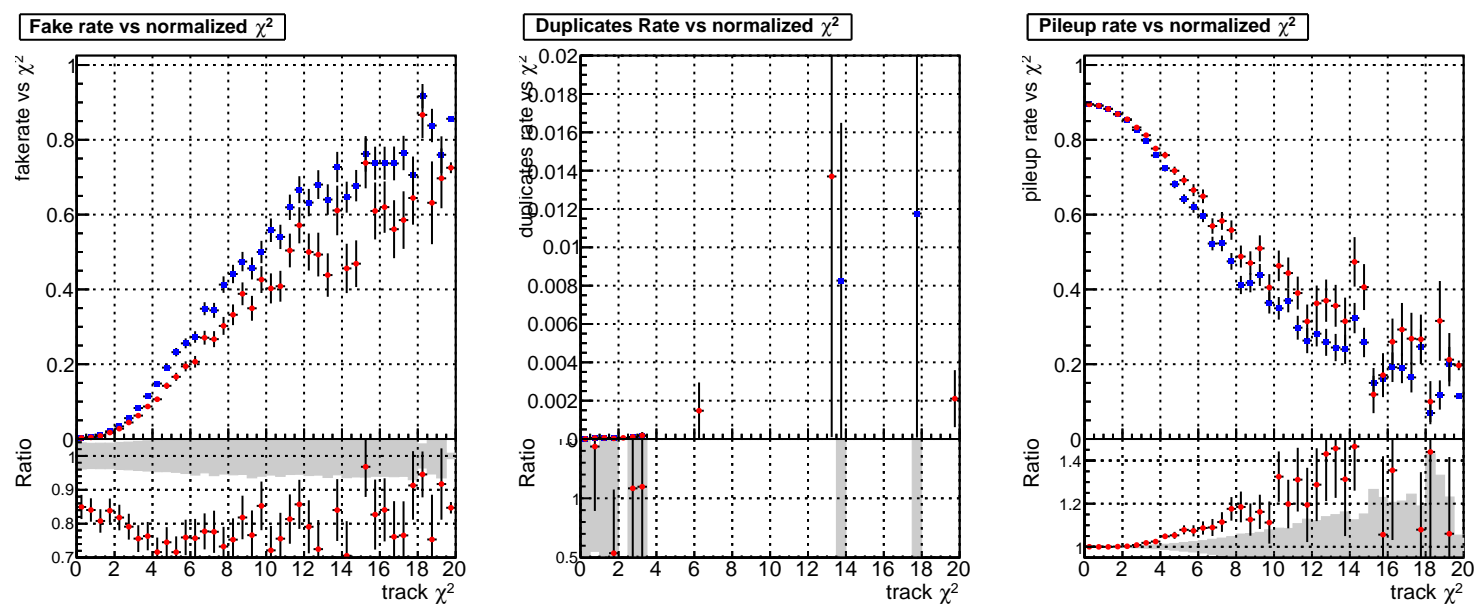 Fake rate vs normalized χ²
fakerate vs χ²
1
0.8
0.6
0.4
0.2
0
Ratio
1
0.9
0.8
0.7
0 2 4 6 8 10 12 14 16 18 20
track χ²
Duplicates Rate vs normalized χ²
duplicates rate vs χ²
0.02
0.018
0.016
0.014
0.012
0.01
0.008
0.006
0.004
0.002
0
Ratio
1
0.5
0 2 4 6 8 10 12 14 16 18 20
track χ²
Pileup rate vs normalized χ²
pileup rate vs χ²
1
0.8
0.6
0.4
0.2
0
Ratio
1.4
1.2
1
0 2 4 6 8 10 12 14 16 18 20
track χ²